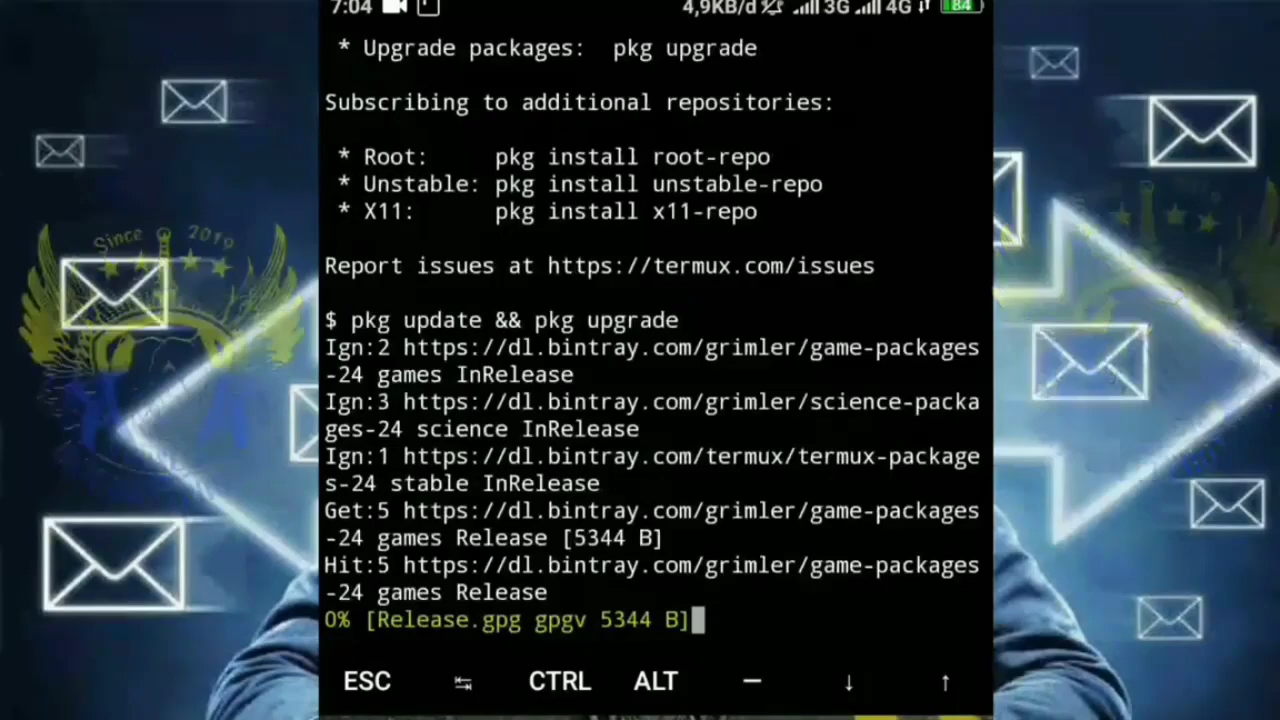 7:04 4,9KB/d 3G 4G 84
* Upgrade packages: pkg upgrade
Subscribing to additional repositories:
* Root: pkg install root-repo
* Unstable: pkg install unstable-repo
* X11: pkg install x11-repo
Report issues at https://termux.com/issues
$ pkg update && pkg upgrade
Ign:2 https://dl.bintray.com/grimler/game-packages
-24 games InRelease
Ign:3 https://dl.bintray.com/grimler/science-packa
ges-24 science InRelease
Ign:1 https://dl.bintray.com/termux/termux-package
s-24 stable InRelease
Get:5 https://dl.bintray.com/grimler/game-packages
-24 games Release [5344 B]
Hit:5 https://dl.bintray.com/grimler/game-packages
-24 games Release
0% [Release.gpg gpgv 5344 B]
ESC ↹ CTRL ALT — ↓ ↑
Since 2019